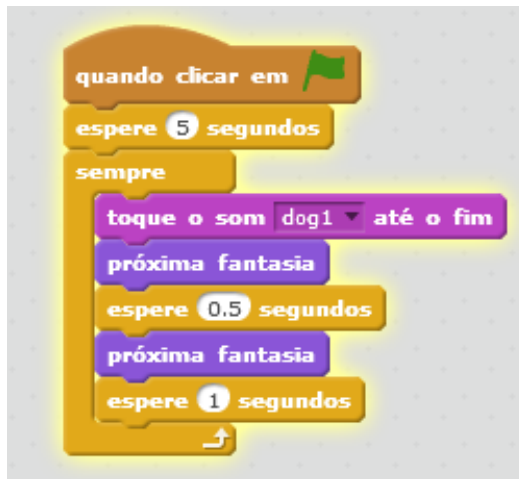 quando clicar em
espere 5 segundos
sempre
toque o som dog1 até o fim
próxima fantasia
espere 0.5 segundos
próxima fantasia
espere 1 segundos